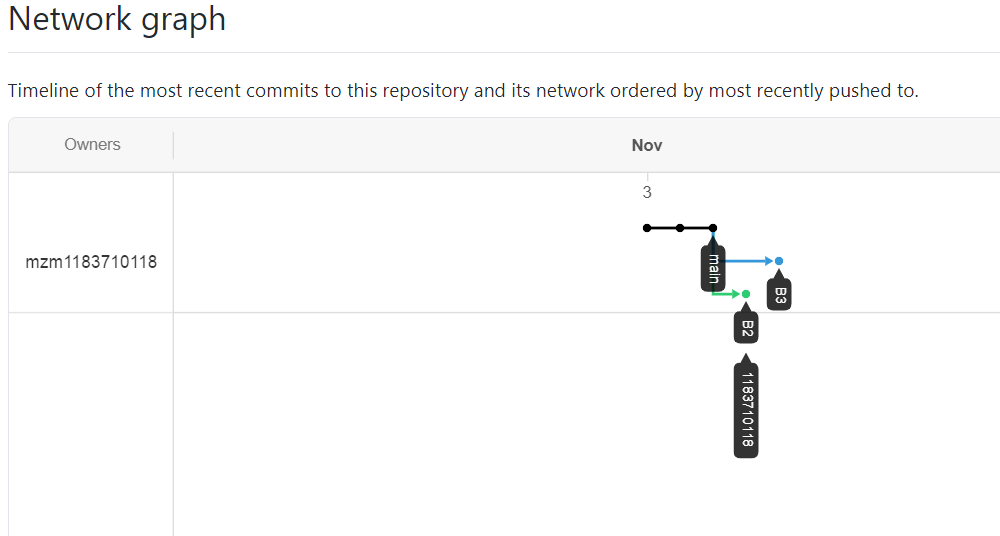 Network graph
Timeline of the most recent commits to this repository and its network ordered by most recently pushed to.
Owners
Nov
3
mzm1183710118
main
B3
B2
1183710118